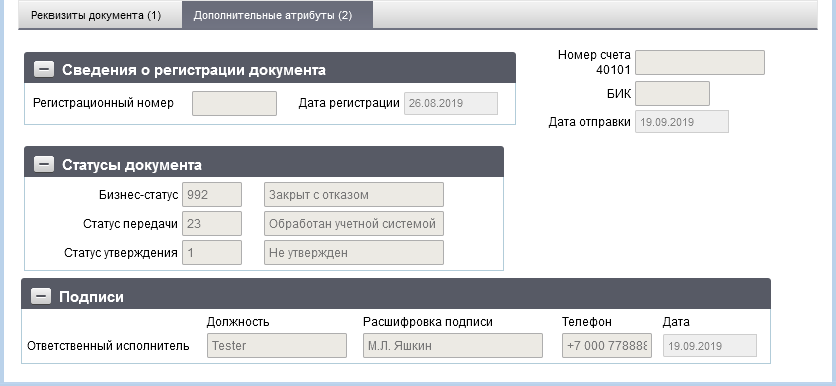 Реквизиты документа (1) Дополнительные атрибуты (2)
Сведения о регистрации документа
Регистрационный номер Дата регистрации 26.08.2019
Номер счета
40101
БИК
Дата отправки 19.09.2019
Статусы документа
Бизнес-статус 992 Закрыт с отказом
Статус передачи 23 Обработан учетной системой
Статус утверждения 1 Не утвержден
Подписи
Должность Расшифровка подписи Телефон Дата
Ответственный исполнитель Tester М.Л. Яшкин +7 000 778888 19.09.2019